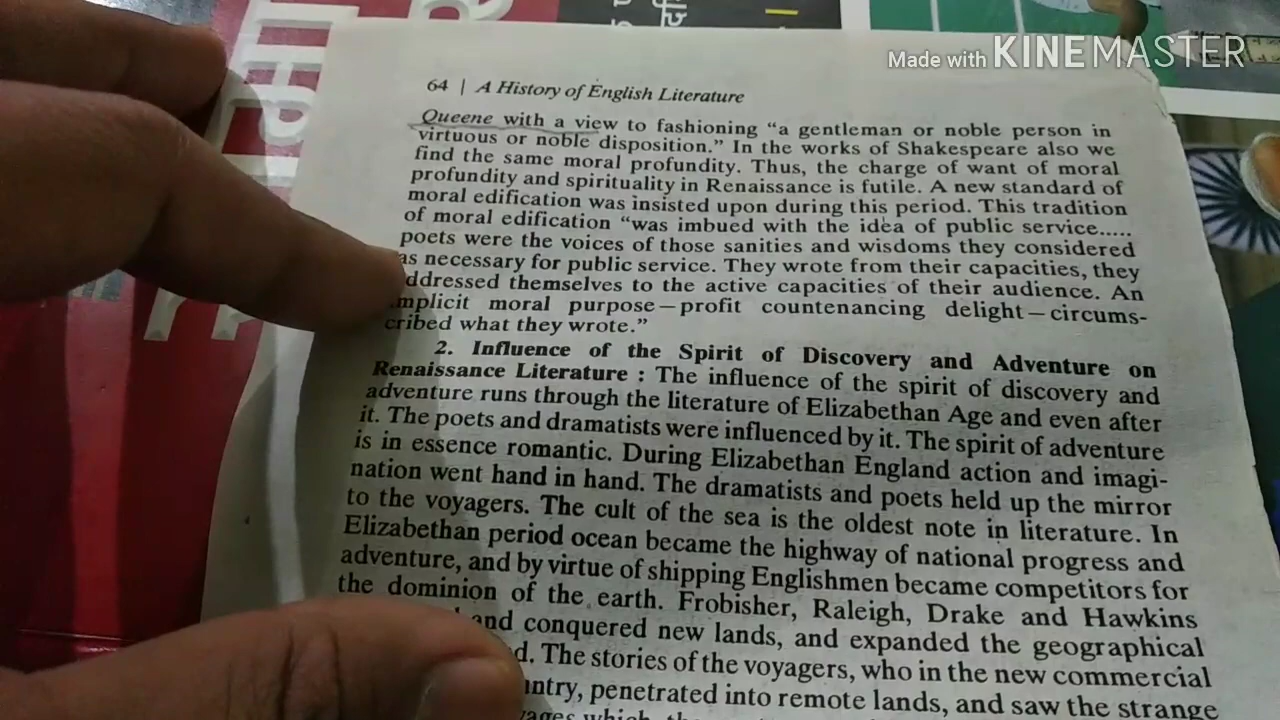 Made with KINEMASTER
64 | A History of English Literature
Queene with a view to fashioning “a gentleman or noble person in
virtuous or noble disposition.” In the works of Shakespeare also we
find the same moral profundity. Thus, the charge of want of moral
profundity and spirituality in Renaissance is futile. A new standard of
moral edification was insisted upon during this period. This tradition
of moral edification “was imbued with the idea of public service.....
poets were the voices of those sanities and wisdoms they considered
as necessary for public service. They wrote from their capacities, they
ddressed themselves to the active capacities of their audience. An
mplicit moral purpose—profit countenancing delight—circums-
cribed what they wrote.”
2. Influence of the Spirit of Discovery and Adventure on
Renaissance Literature : The influence of the spirit of discovery and
adventure runs through the literature of Elizabethan Age and even after
it. The poets and dramatists were influenced by it. The spirit of adventure
is in essence romantic. During Elizabethan England action and imagi-
nation went hand in hand. The dramatists and poets held up the mirror
to the voyagers. The cult of the sea is the oldest note in literature. In
Elizabethan period ocean became the highway of national progress and
adventure, and by virtue of shipping Englishmen became competitors for
the dominion of the earth. Frobisher, Raleigh, Drake and Hawkins
and conquered new lands, and expanded the geographical
d. The stories of the voyagers, who in the new commercial
ntry, penetrated into remote lands, and saw the strange
which